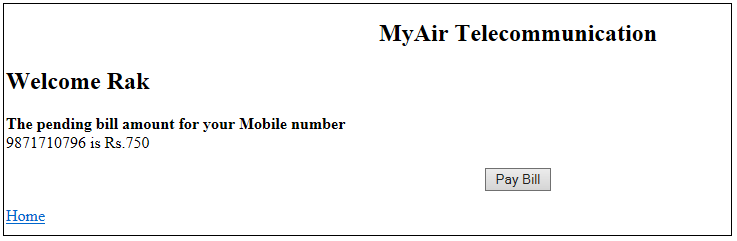 MyAir Telecommunication
Welcome Rak
The pending bill amount for your Mobile number
9871710796 is Rs.750
Pay Bill
Home